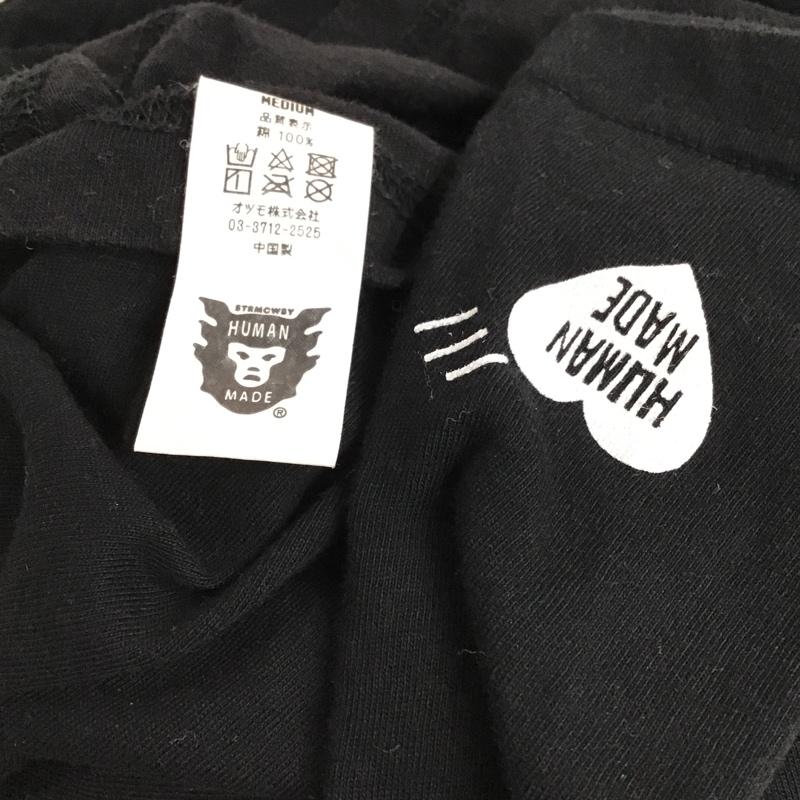 MEDIUM
品質表示
綿 100%
オツモ株式会社
03-3712-2525
中国製
STRMCWBY
HUMAN
MADE
®
HUMAN
MADE